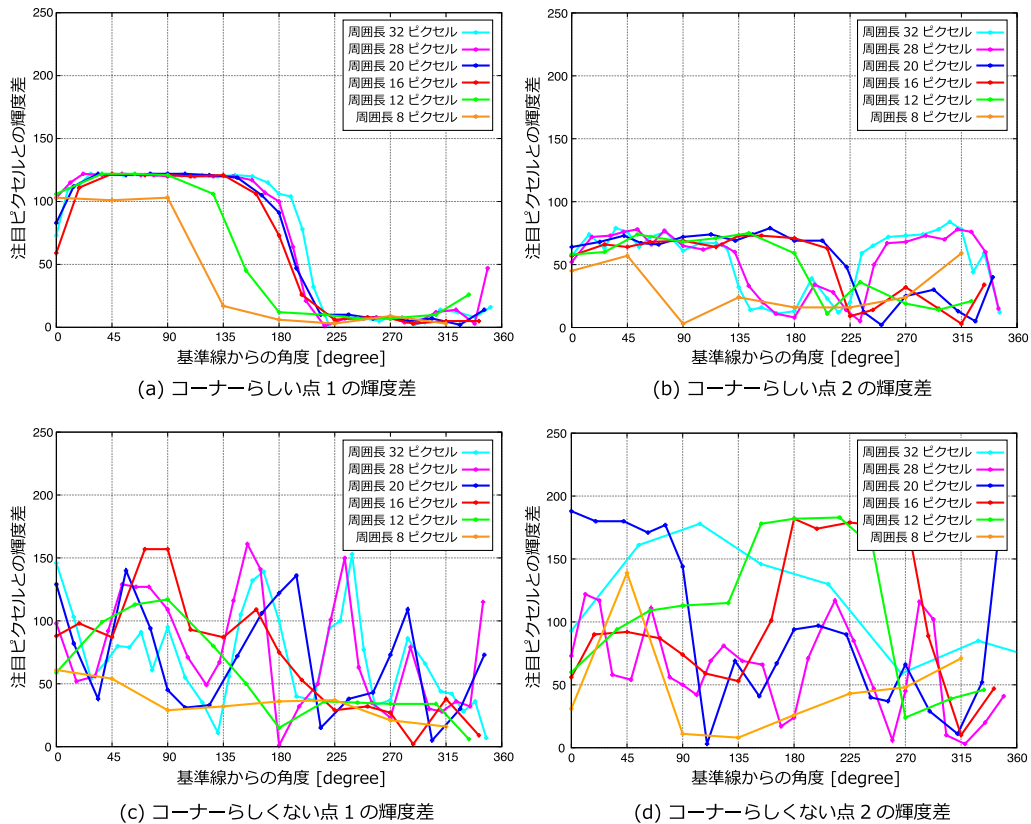 250
200
150
100
50
0
注目ピクセルとの輝度差
周囲長 32 ピクセル
周囲長 28 ピクセル
周囲長 20 ピクセル
周囲長 16 ピクセル
周囲長 12 ピクセル
周囲長 8 ピクセル
0 45 90 135 180 225 270 315 360
基準線からの角度 [degree]
(a) コーナーらしい点 1 の輝度差
250
200
150
100
50
0
注目ピクセルとの輝度差
周囲長 32 ピクセル
周囲長 28 ピクセル
周囲長 20 ピクセル
周囲長 16 ピクセル
周囲長 12 ピクセル
周囲長 8 ピクセル
0 45 90 135 180 225 270 315 360
基準線からの角度 [degree]
(b) コーナーらしい点 2 の輝度差
250
200
150
100
50
0
注目ピクセルとの輝度差
周囲長 32 ピクセル
周囲長 28 ピクセル
周囲長 20 ピクセル
周囲長 16 ピクセル
周囲長 12 ピクセル
周囲長 8 ピクセル
0 45 90 135 180 225 270 315 360
基準線からの角度 [degree]
(c) コーナーらしくない点 1 の輝度差
250
200
150
100
50
0
注目ピクセルとの輝度差
周囲長 32 ピクセル
周囲長 28 ピクセル
周囲長 20 ピクセル
周囲長 16 ピクセル
周囲長 12 ピクセル
周囲長 8 ピクセル
0 45 90 135 180 225 270 315 360
基準線からの角度 [degree]
(d) コーナーらしくない点 2 の輝度差